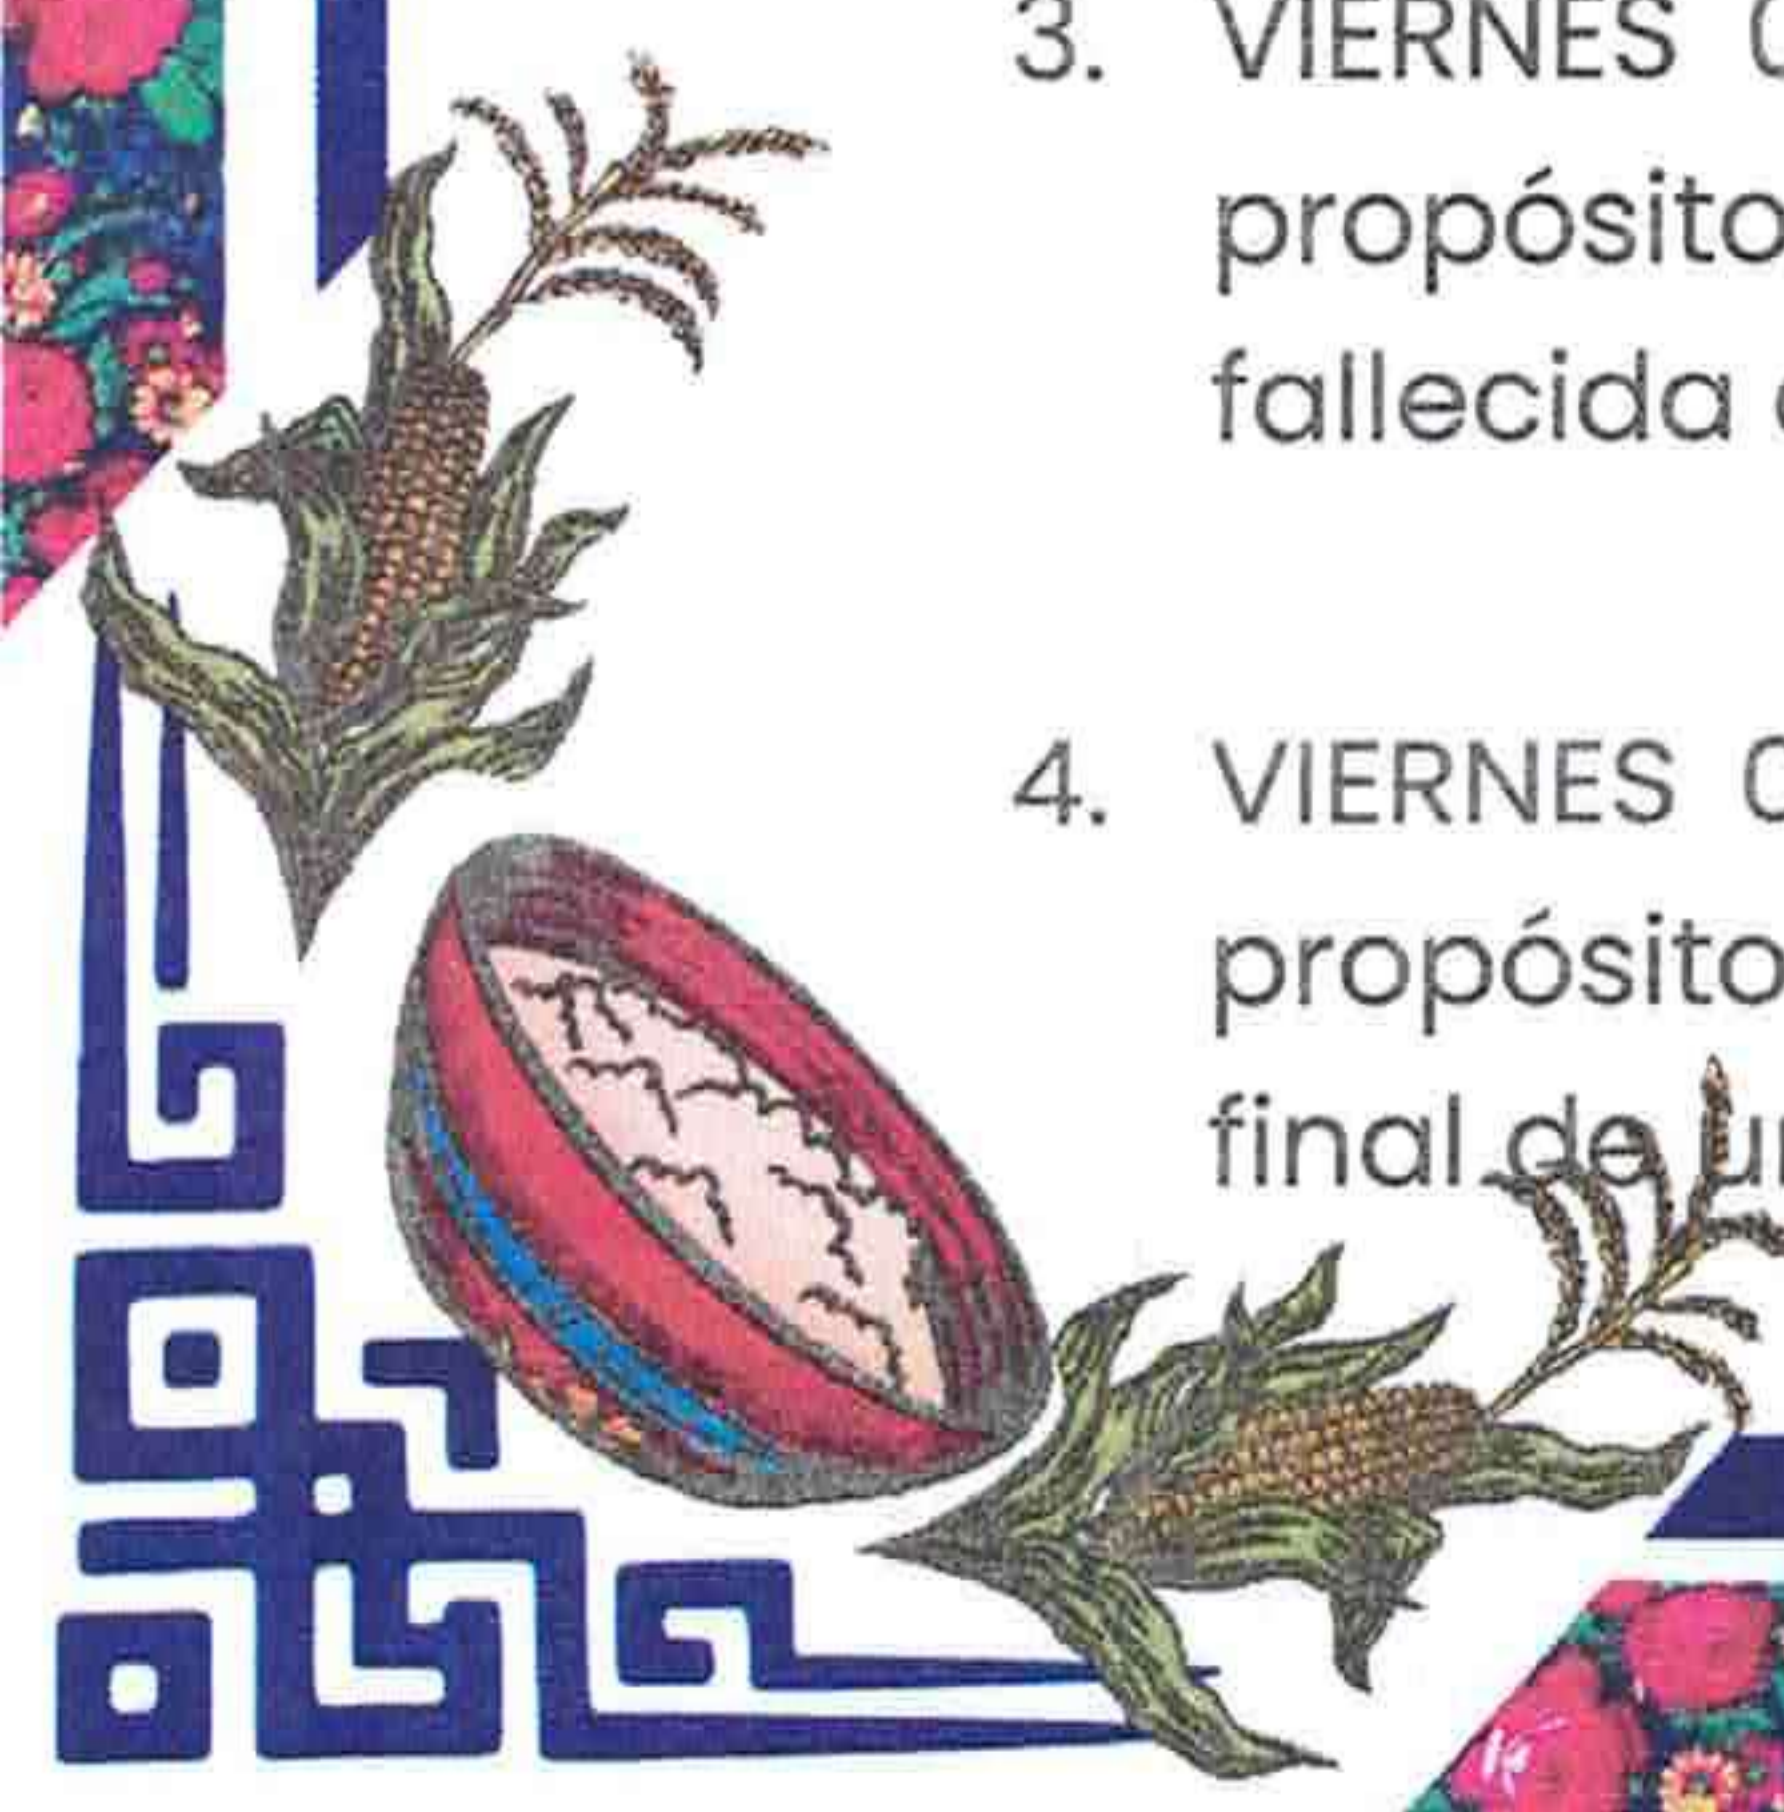 3. VIERNES
propósito
fallecida
4. VIERNES
propósito
final de